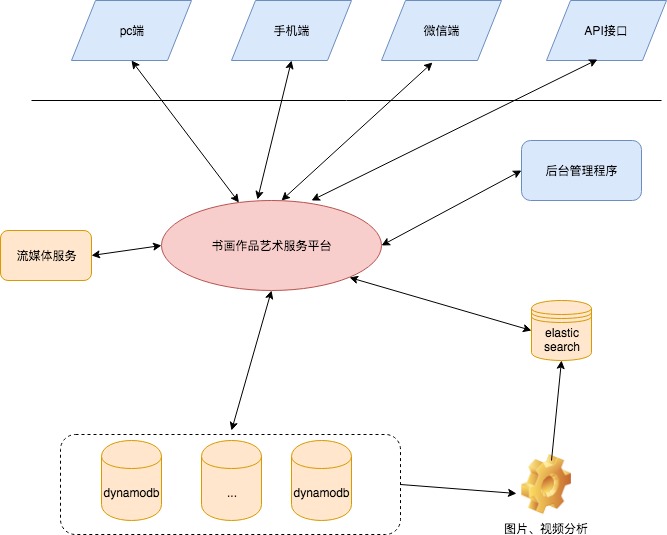 pc端
手机端
微信端
API接口
后台管理程序
书画作品艺术服务平台
流媒体服务
elastic
search
dynamodb
...
dynamodb
图片、视频分析